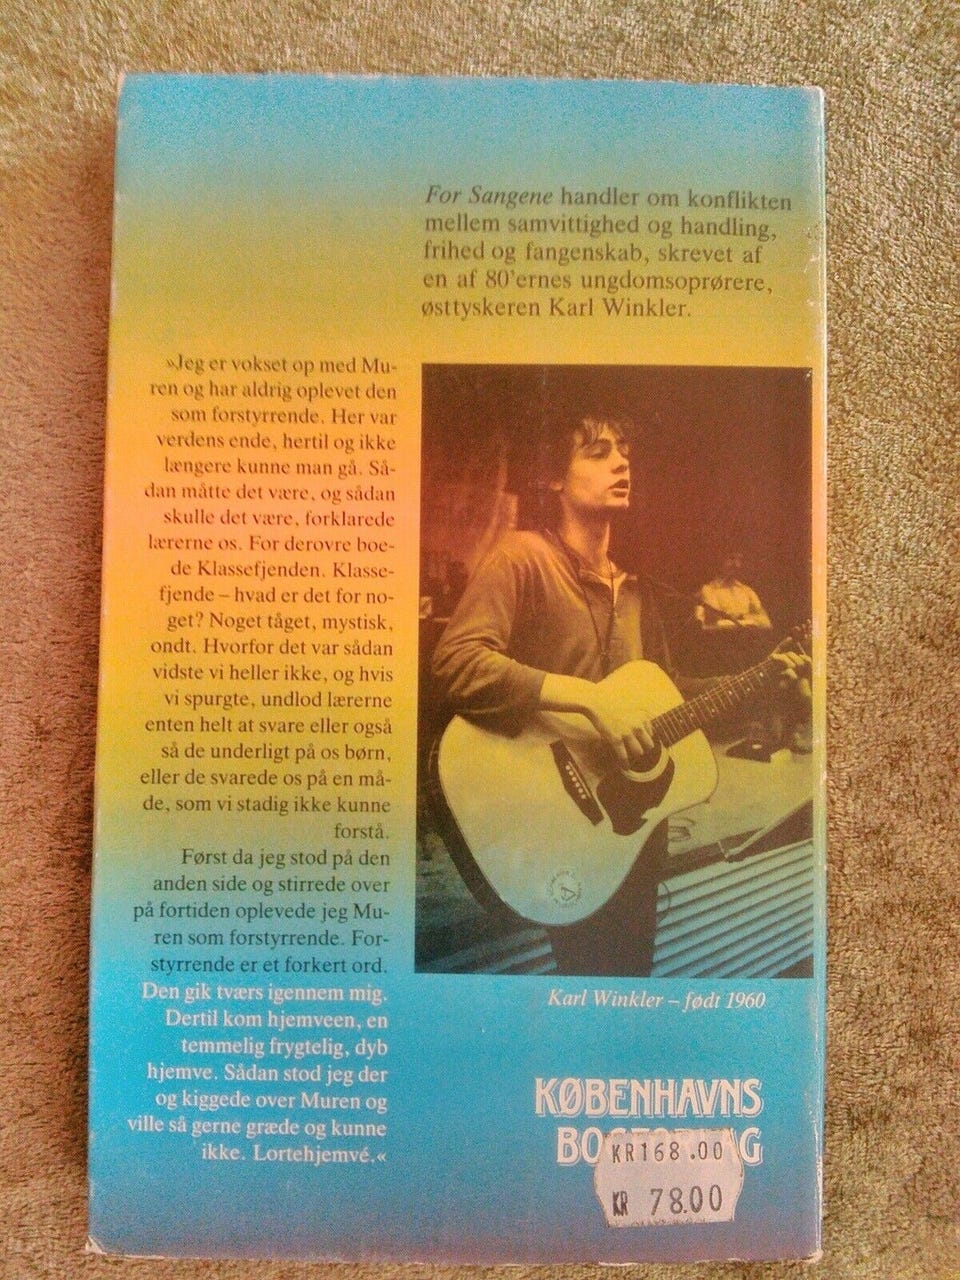 For Sangene handler om konflikten
mellem samvittighed og handling,
frihed og fangenskab, skrevet af
en af 80'ernes ungdomsoprørere,
østtyskeren Karl Winkler.
»Jeg er vokset op med Mu-
ren og har aldrig oplevet den
som forstyrrende. Her var
verdens ende, hertil og ikke
længere kunne man gå. Så-
dan måtte det være, og sådan
skulle det være, forklarede
lærerne os. For derovre boe-
de Klassefjenden. Klasse-
fjende – hvad er det for no-
get? Noget tåget, mystisk,
ondt. Hvorfor det var sådan
vidste vi heller ikke, og hvis
vi spurgte, undlod lærerne
enten helt at svare eller også
så de underligt på os børn,
eller de svarede os på en må-
de, som vi stadig ikke kunne
forstå.
Først da jeg stod på den
anden side og stirrede over
på fortiden oplevede jeg Mu-
ren som forstyrrende. For-
styrrende er et forkert ord.
Den gik tværs igennem mig.
Dertil kom hjemveen, en
temmelig frygtelig, dyb
hjemve. Sådan stod jeg der
og kiggede over Muren og
ville så gerne græde og kunne
ikke. Lortehjemvé.«
Karl Winkler – født 1960
KØBENHAVNS
KR168.00
KR 78.00